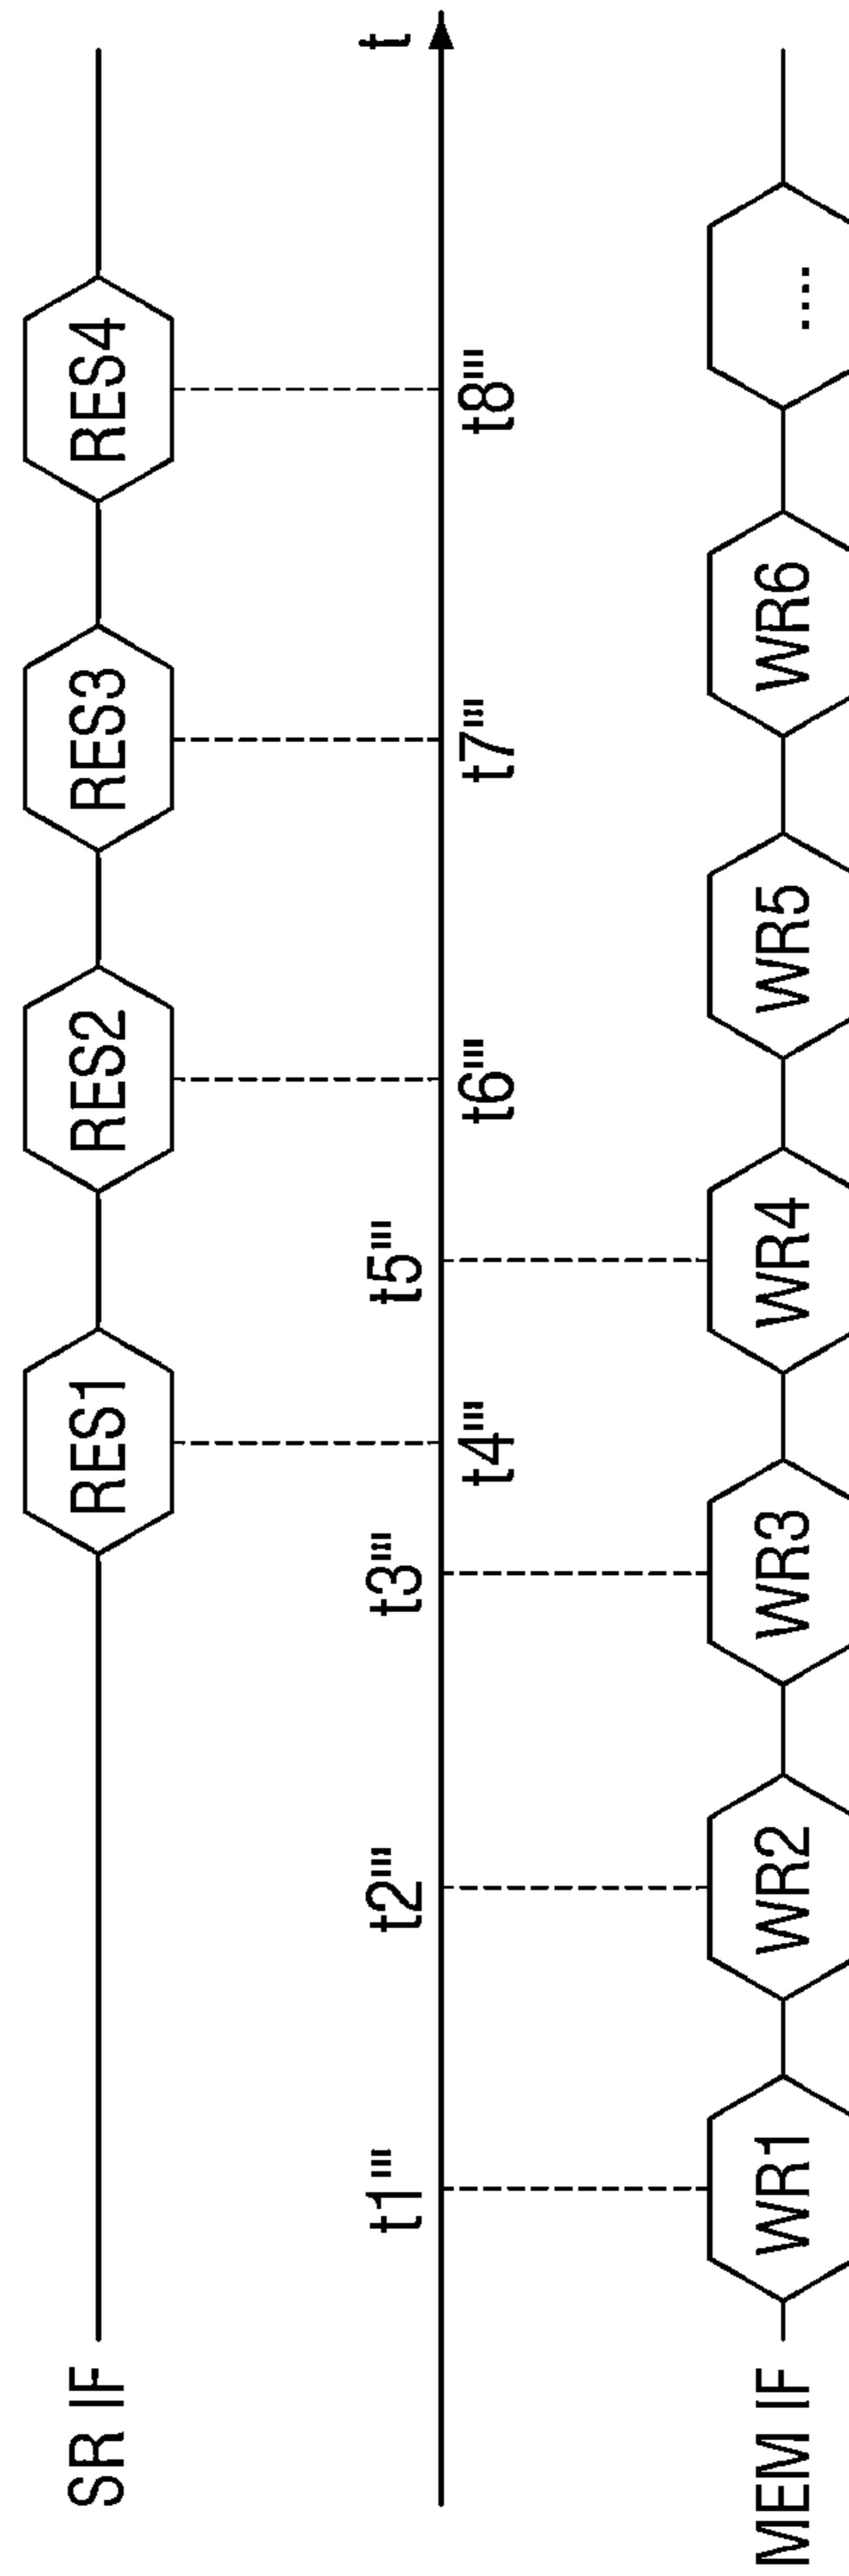 SR IF RES1 RES2 RES3 RES4
t1''' t2''' t3''' t5''' t
t4''' t6''' t7''' t8'''
MEM IF WR1 WR2 WR3 WR4 WR5 WR6 ....